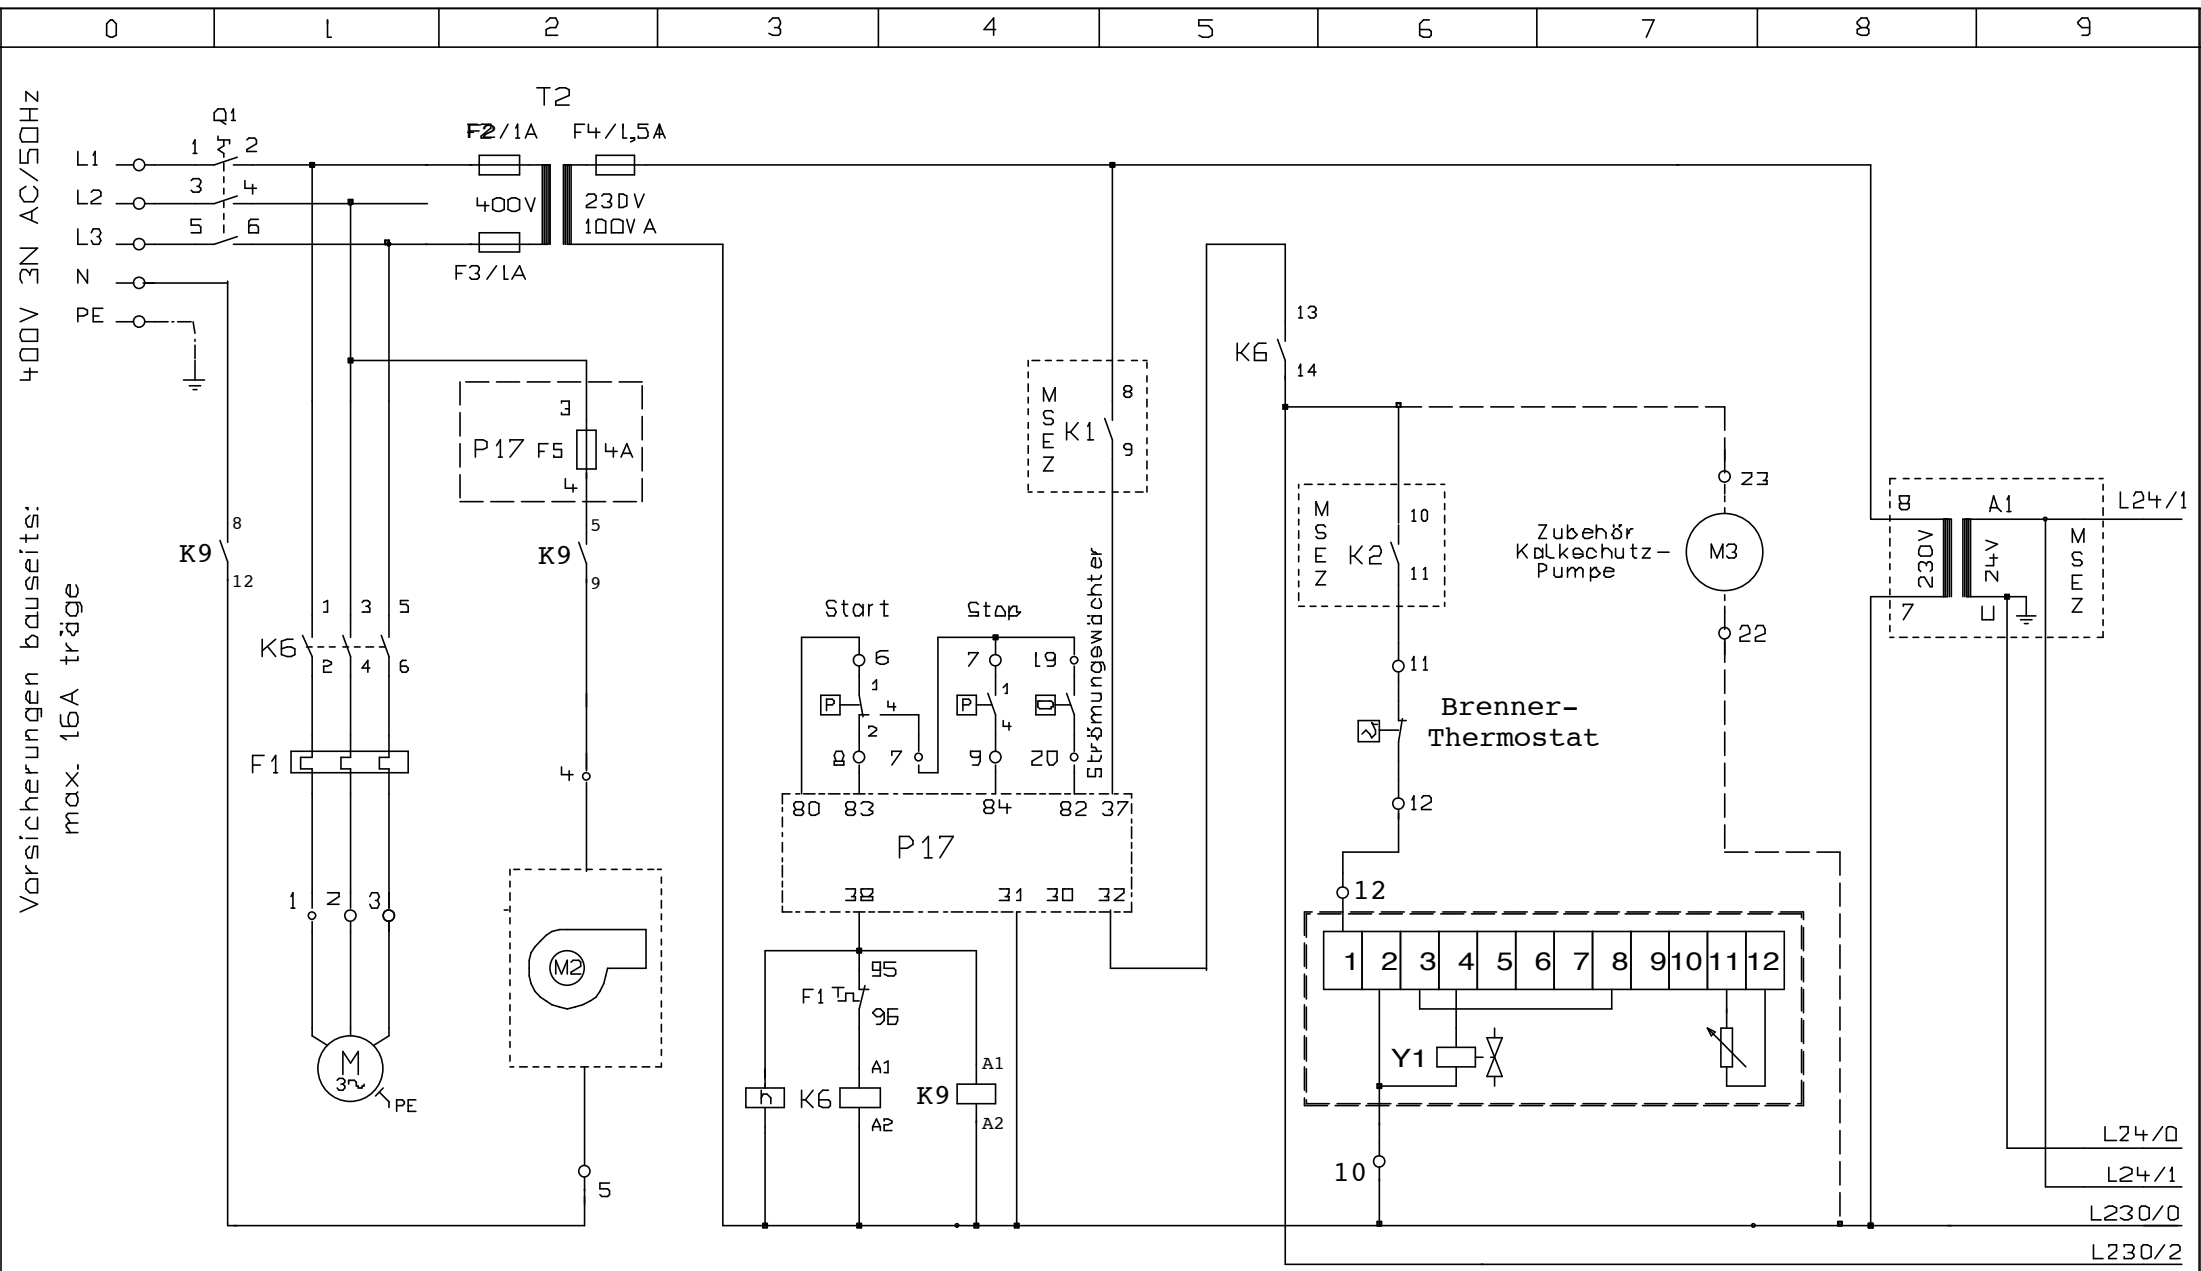 0 1 2 3 4 5 6 7 8 9
400V 3N AC/50Hz
Vorsicherungen bauseits:
max. 16A träge
T2
Q1
F2/1A F4/1,5A
L1 1 2
L2 3 4
400V 230V
100VA
L3 5 6
F3/1A
N
PE
13
K6
14
3
P17 F5 4A
4
M
S
E
Z
8
K1
9
8
K9
12
5
K9
9
M
S
E
Z
10
K2
11
23
Zubehör
Kalkschutz-
Pumpe
M3
22
8 A1 L24/1
230V
24V
M
S
E
Z
7 U
1 3 5
K6
2 4 6
Start Stop
Strömungswächter
6 7 19
P 1 4 2
P 1 4
8 7 9 20
11
Brenner-
Thermostat
12
F1
4
80 83 84 82 37
P17
38 31 30 32
12
1 2 3
M2
1 2 3 4 5 6 7 8 9 10 11 12
95
F1
96
Y1
M
3
PE
A1 A1
h K6 K9
A2 A2
10
5
L24/0
L24/1
L230/0
L230/2